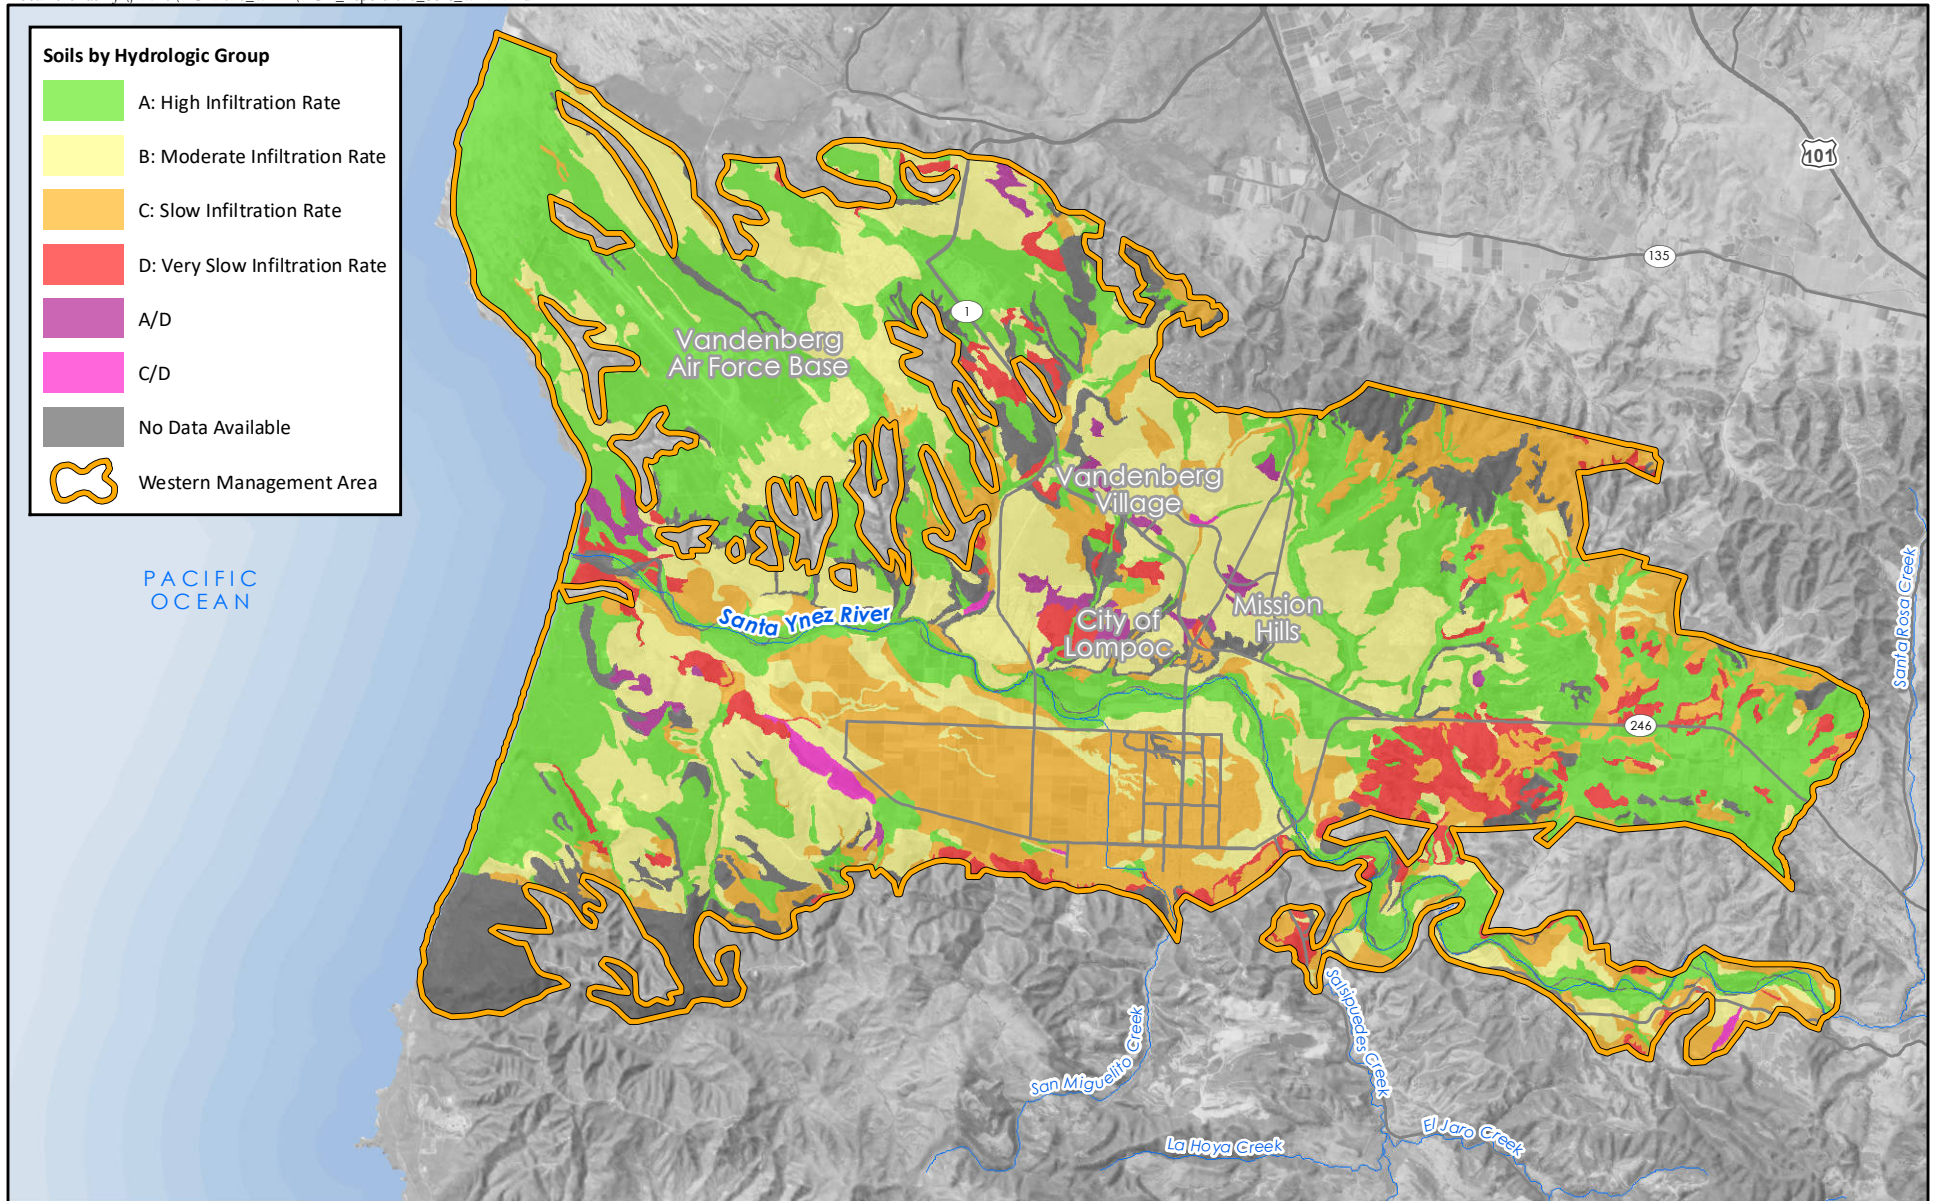 Soils by Hydrologic Group
A: High Infiltration Rate
B: Moderate Infiltration Rate
C: Slow Infiltration Rate
D: Very Slow Infiltration Rate
A/D
C/D
No Data Available
Western Management Area
101
135
1
Vandenberg
Air Force Base
Vandenberg
Village
PACIFIC
OCEAN
Santa Ynez River
City of
Lompoc
Mission
Hills
Santa Rosa Creek
246
San Miguelito Creek
Salsipuedes Creek
La Hoya Creek
El Jaro Creek